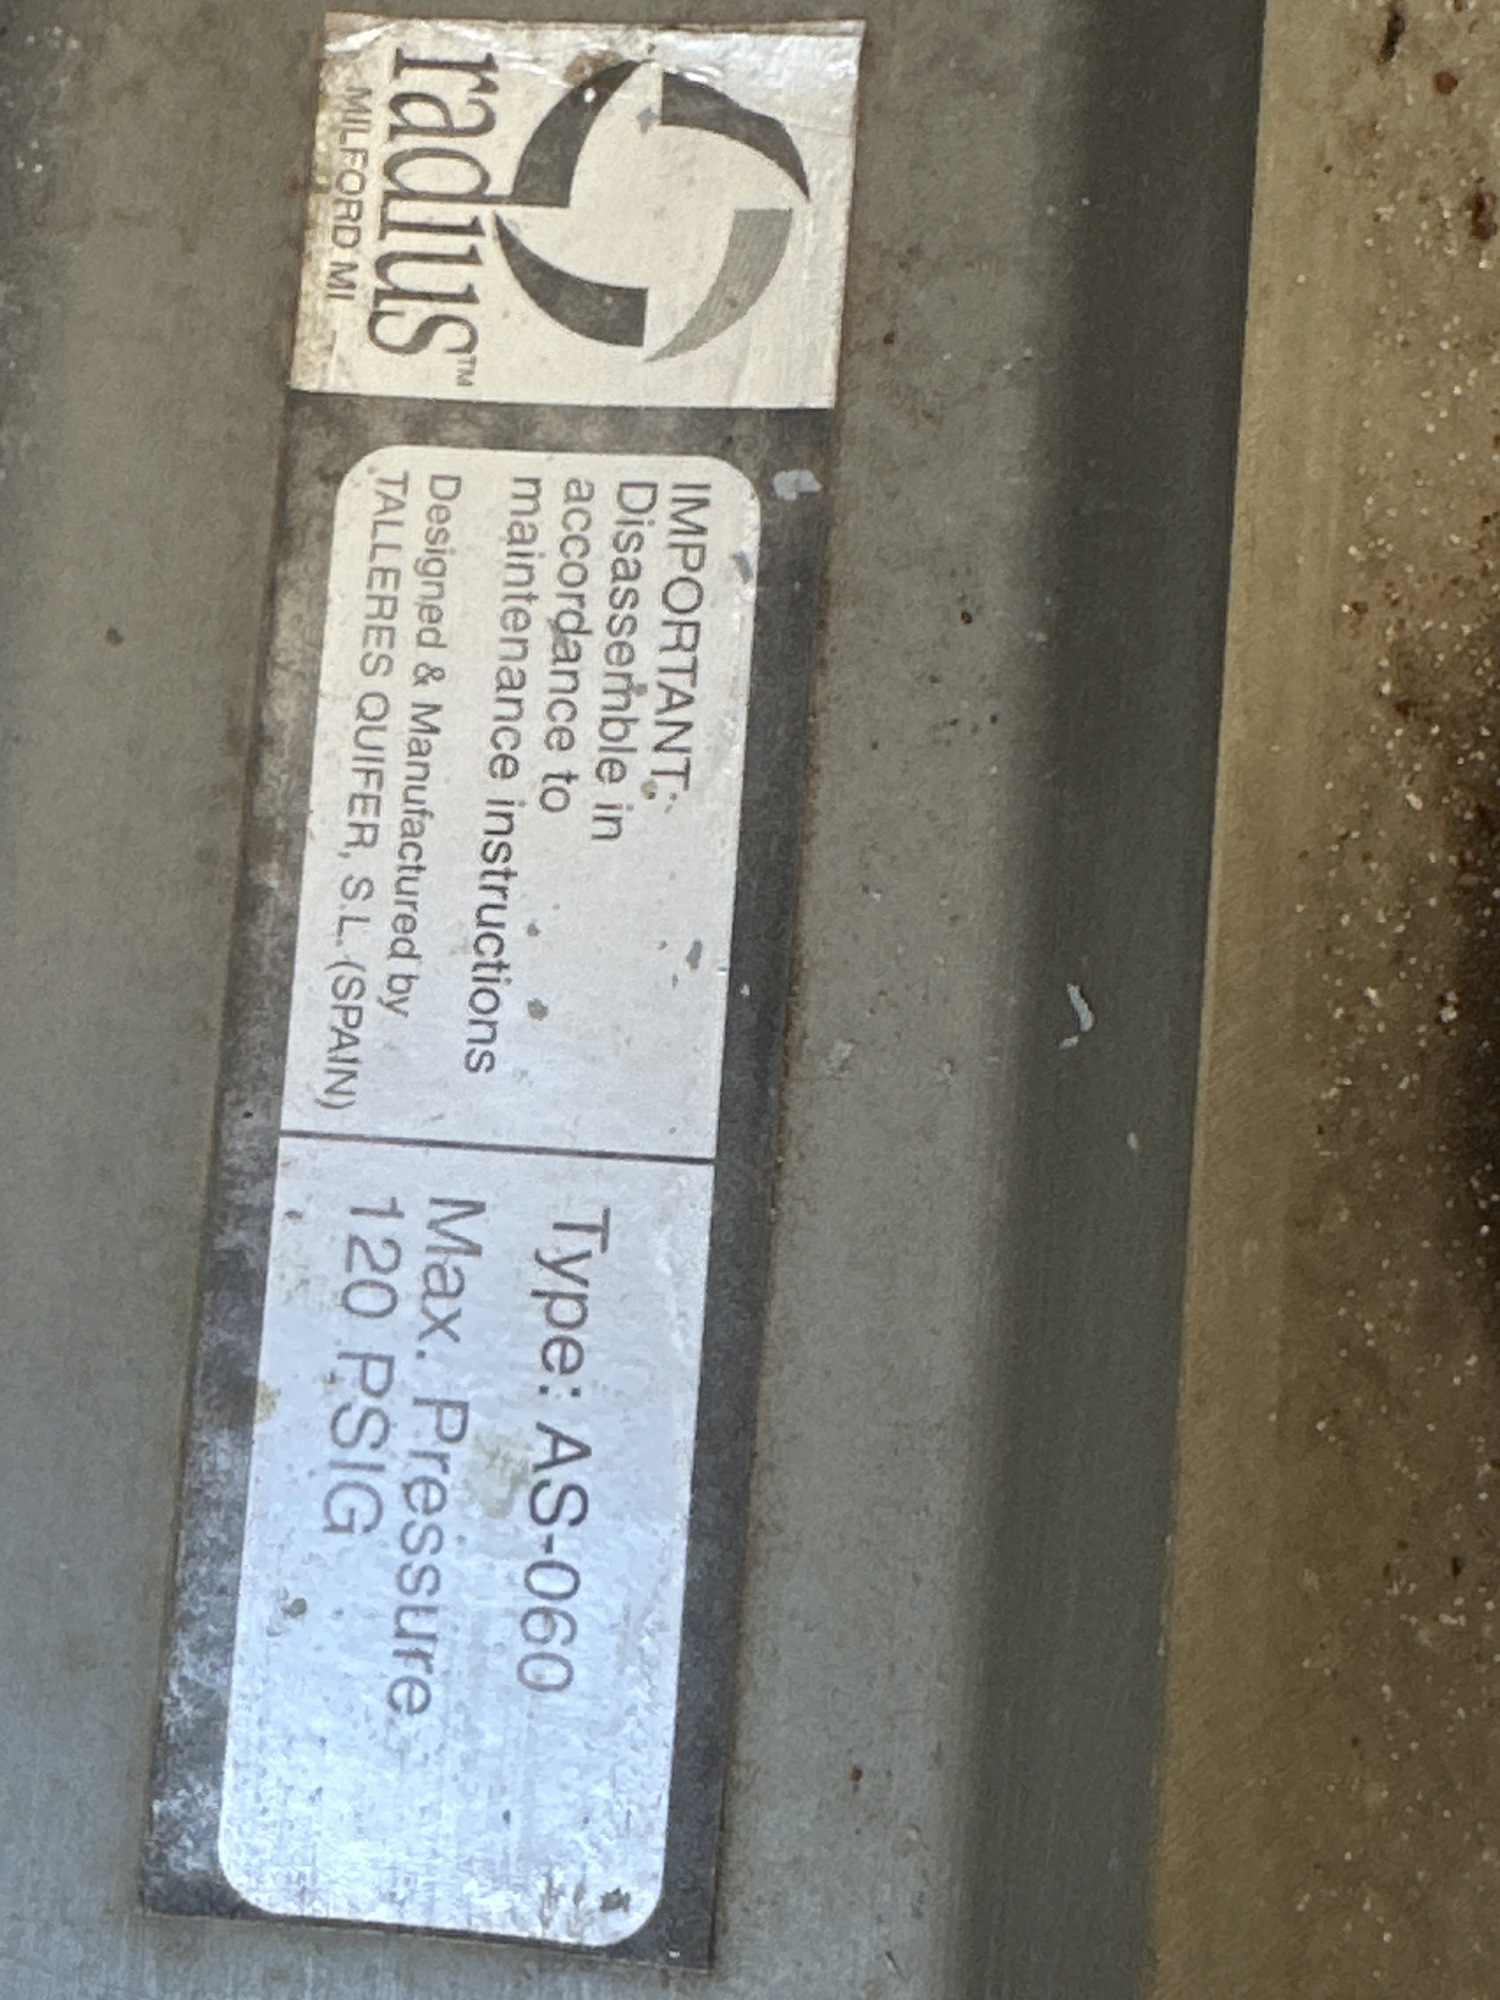 radius™
MILFORD MI
IMPORTANT:
Disassemble in
accordance to
maintenance instructions
Designed & Manufactured by
TALLERES QUIFER, S.L. (SPAIN)
Type: AS-060
Max. Pressure
120 PSIG